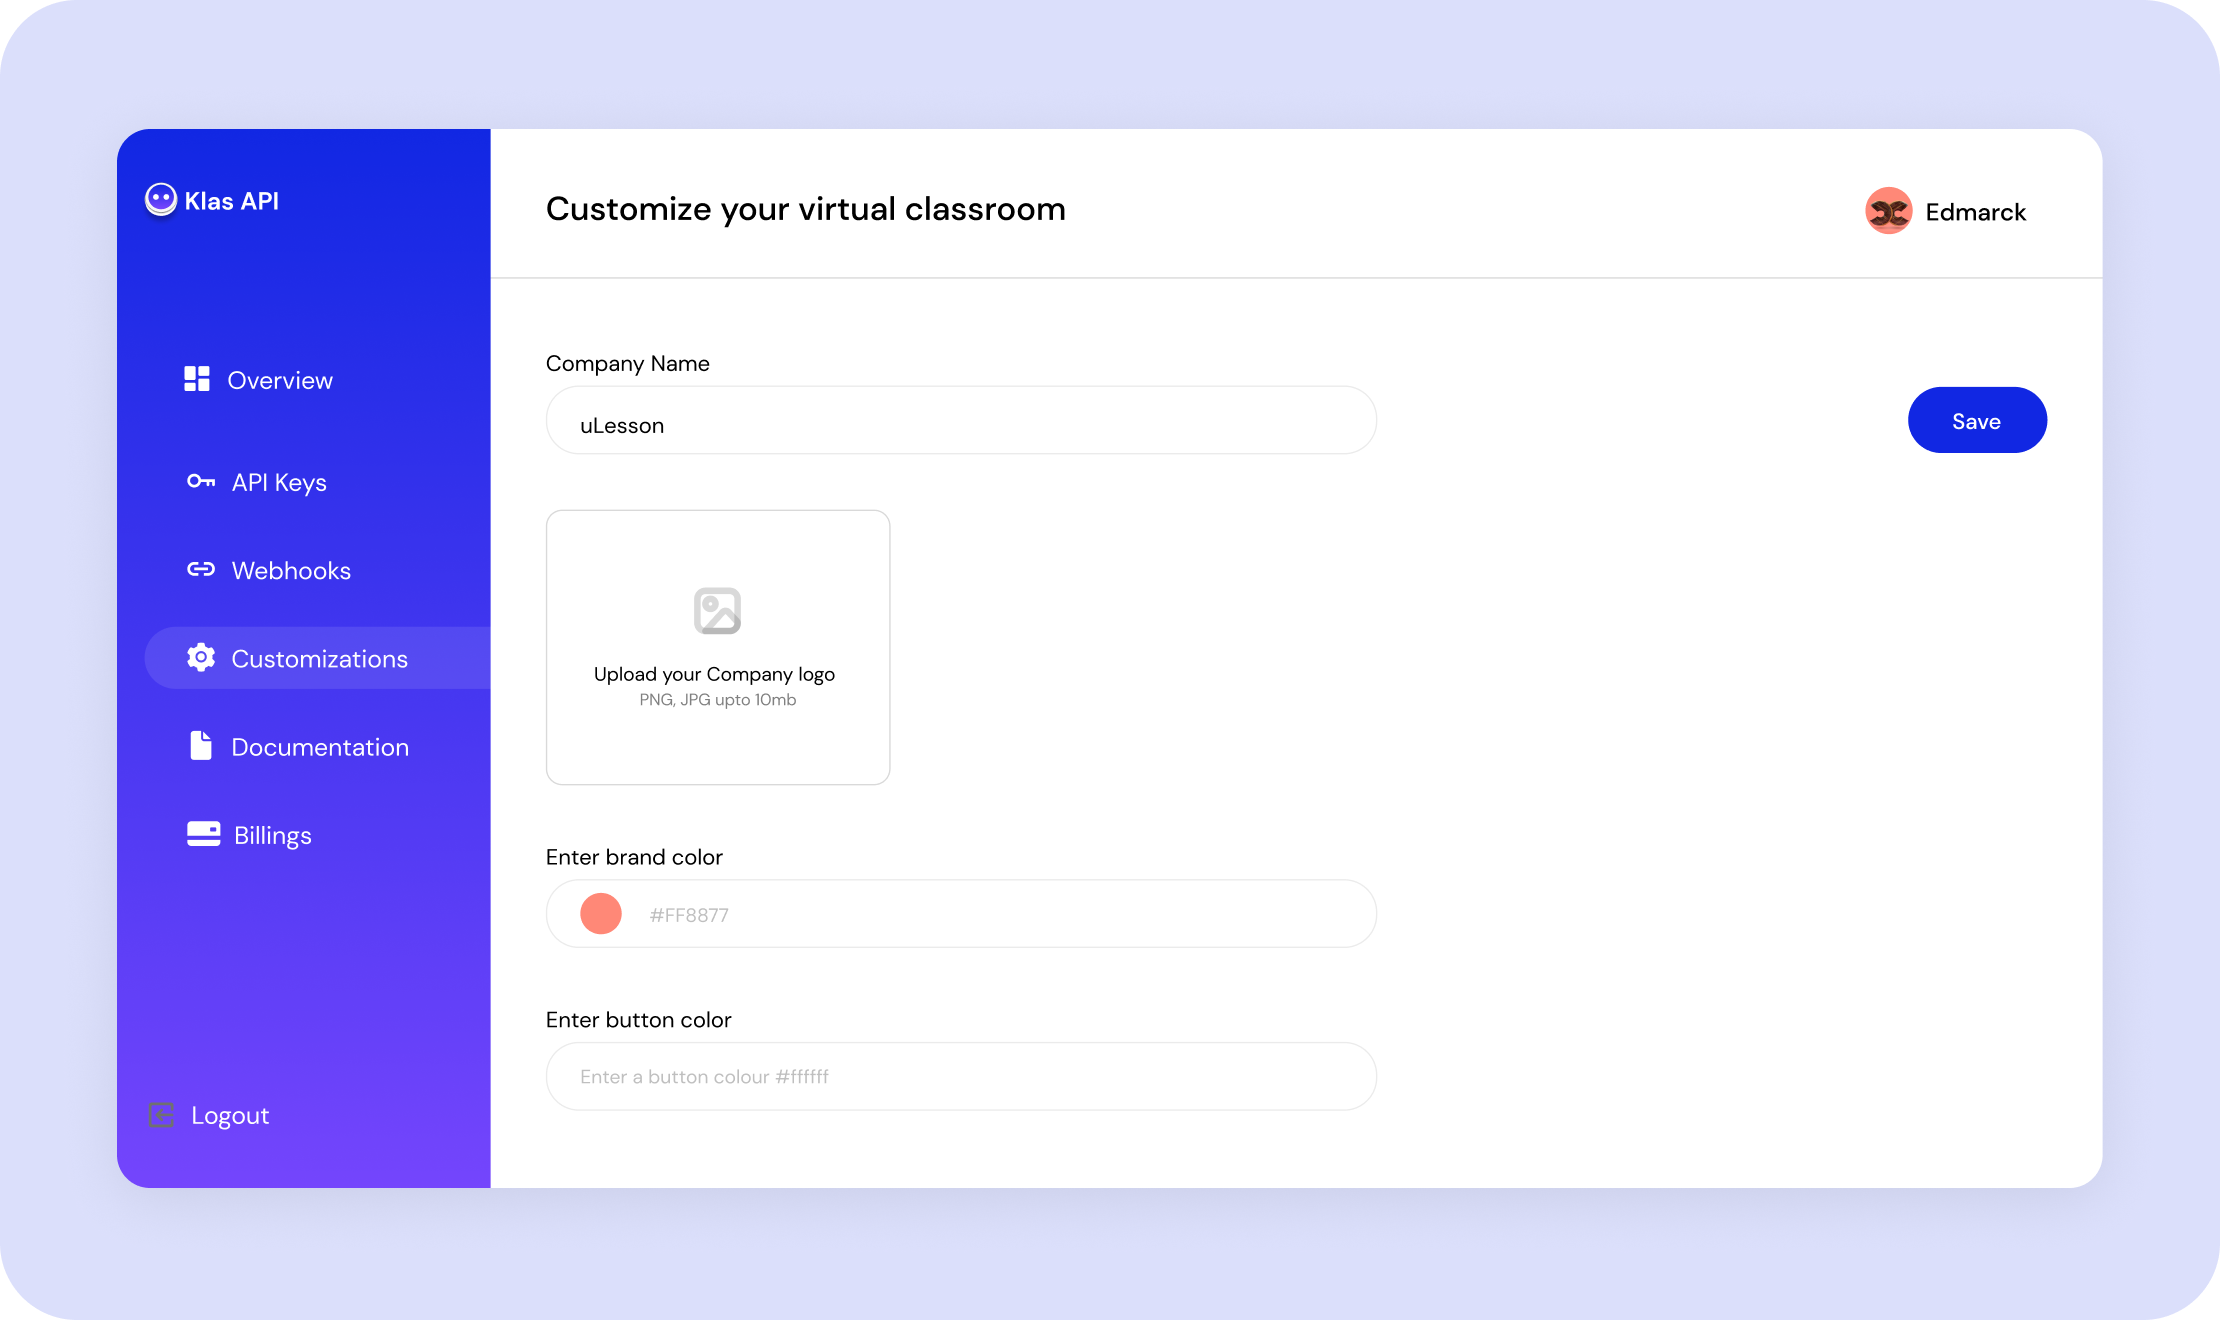 Klas API
Overview
API Keys
Webhooks
Customizations
Documentation
Billings
Logout
Customize your virtual classroom
Edmarck
Company Name
uLesson
Save
Upload your Company logo
PNG, JPG upto 10mb
Enter brand color
#FF8877
Enter button color
Enter a button colour #ffffff